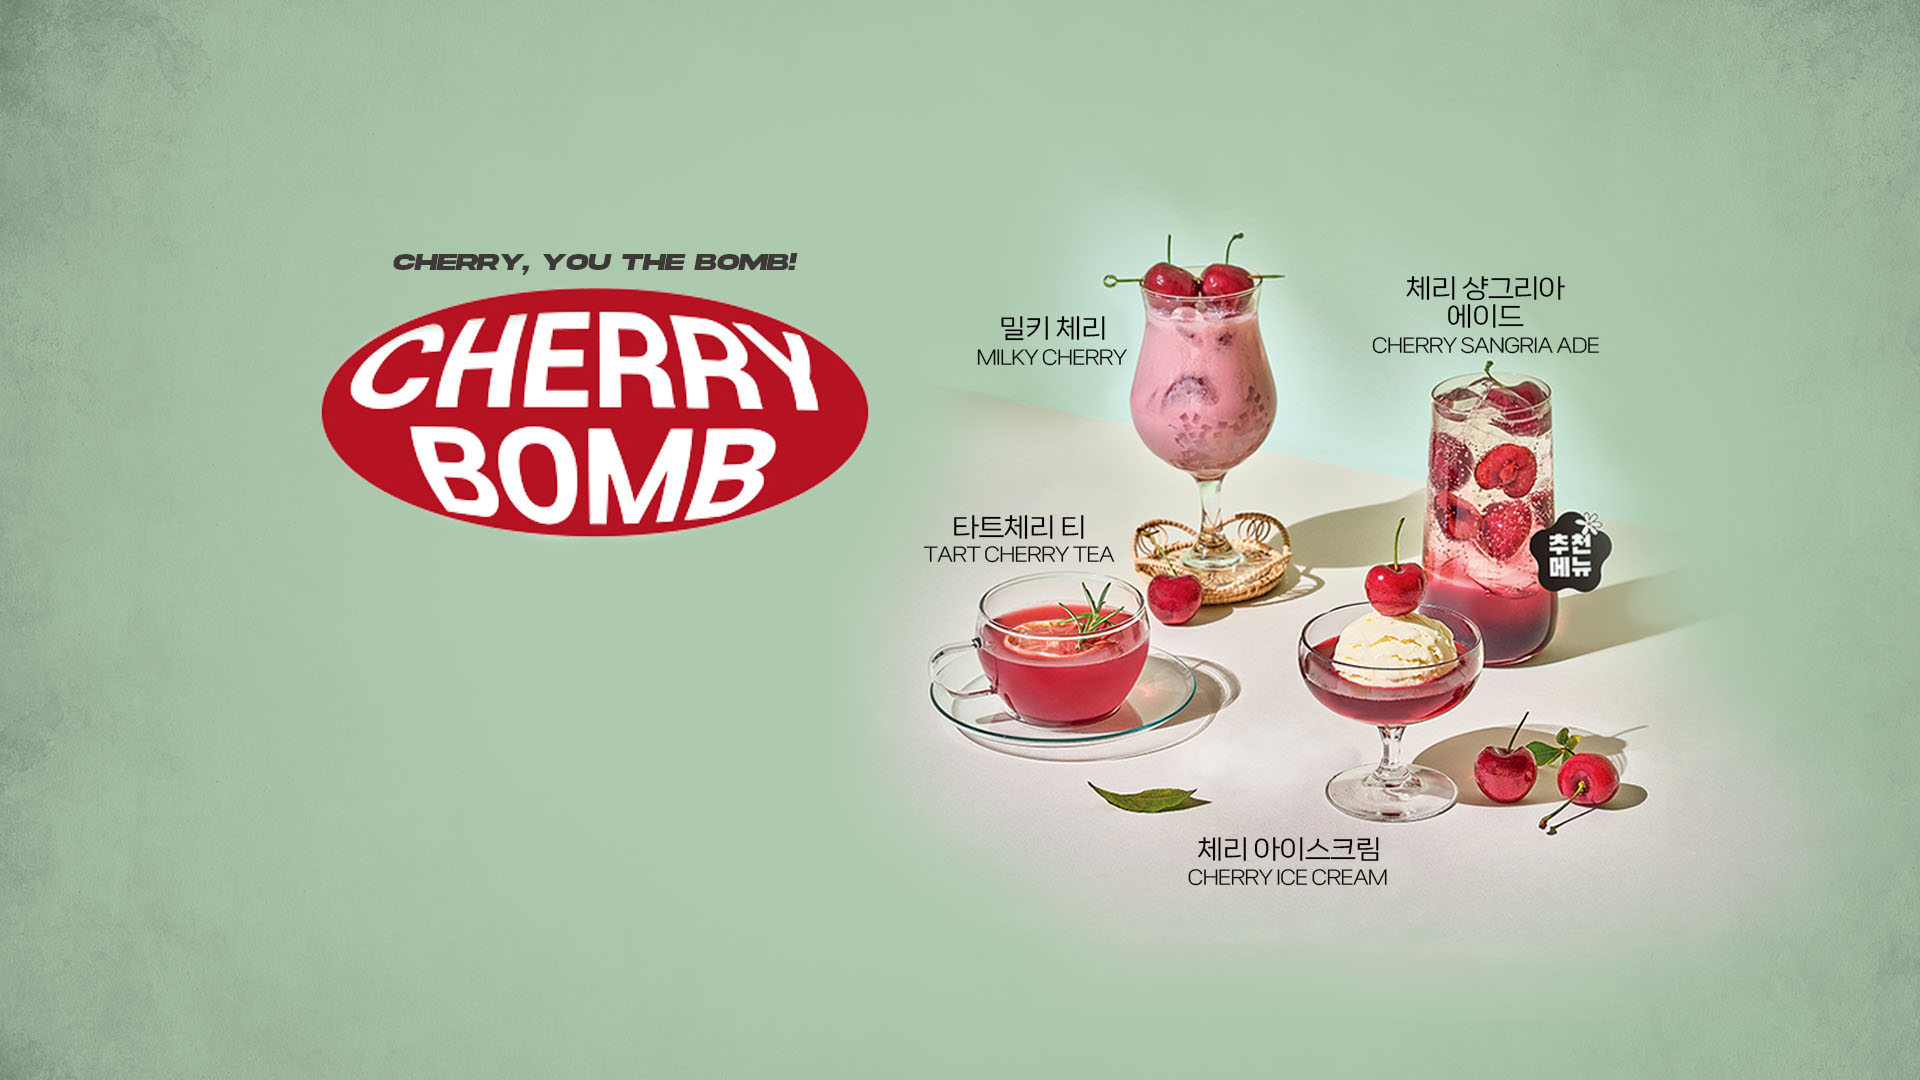 CHERRY, YOU THE BOMB!
CHERRY
BOMB
밀키 체리
MILKY CHERRY
체리 샹그리아
에이드
CHERRY SANGRIA ADE
타트체리 티
TART CHERRY TEA
추천
메뉴
체리 아이스크림
CHERRY ICE CREAM